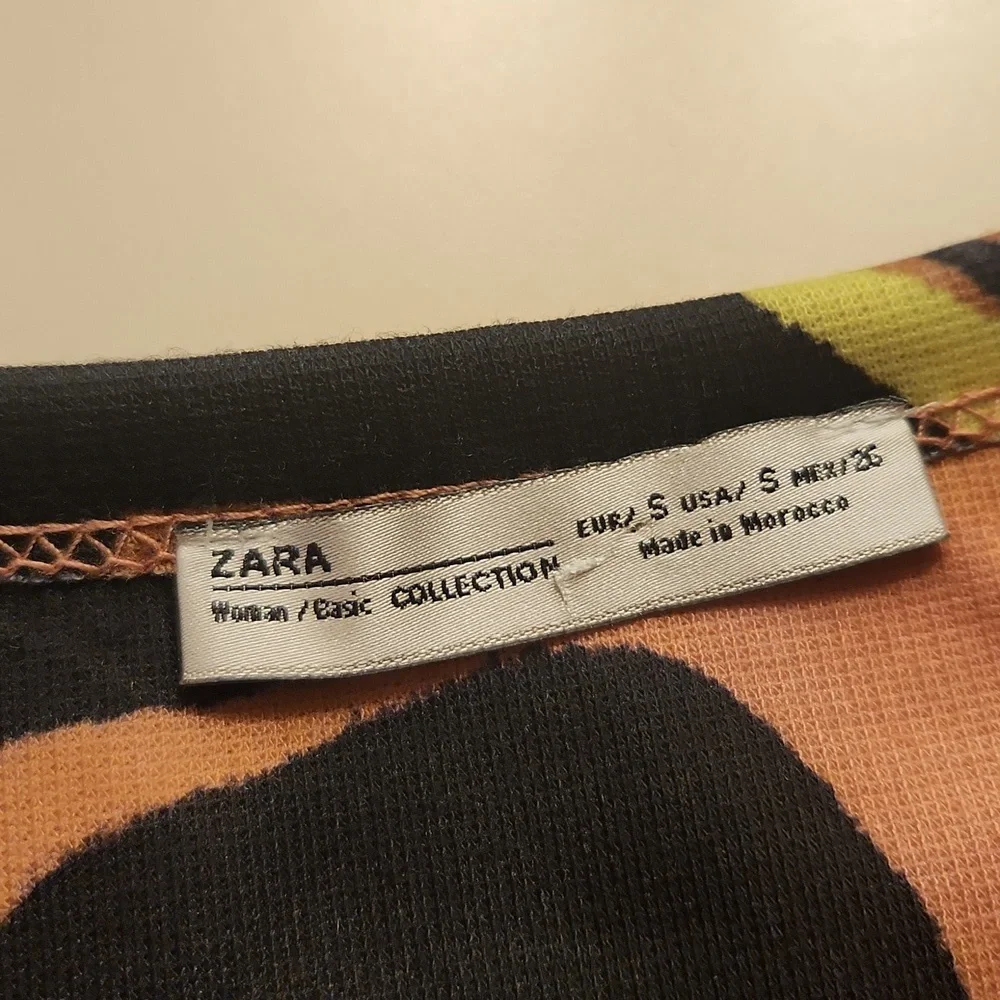 ZARA
Woman / Basic COLLECTION
EUR/ S USA/ S MEX/ 26
Made in Morocco